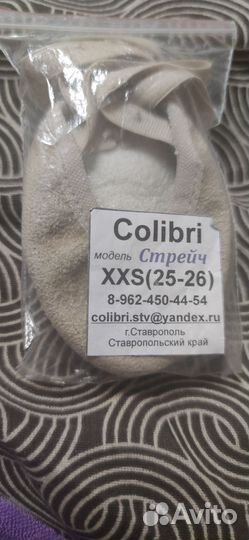 Colibri
модель Стрейч
XXS(25-26)
8-962-450-44-54
colibri.stv@yandex.ru
г.Ставрополь
Ставропольский край
Avito